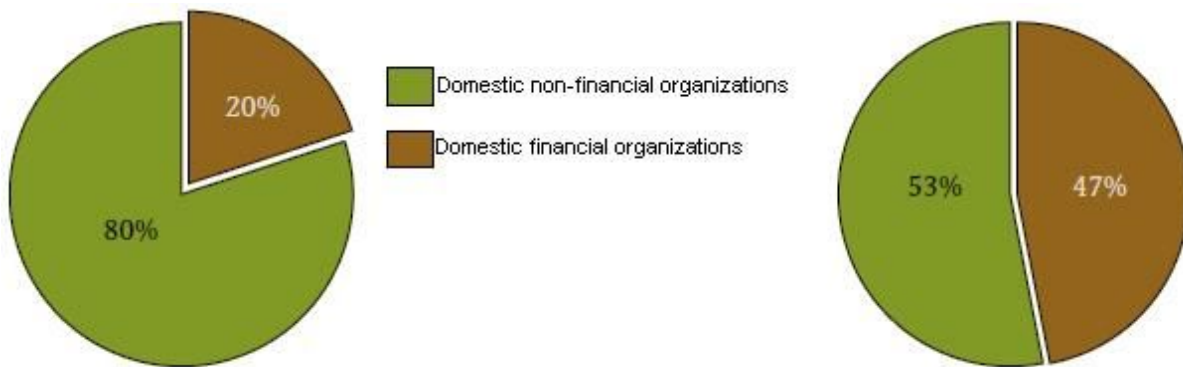 20%
80%
Domestic non-financial organizations
Domestic financial organizations
53%
47%